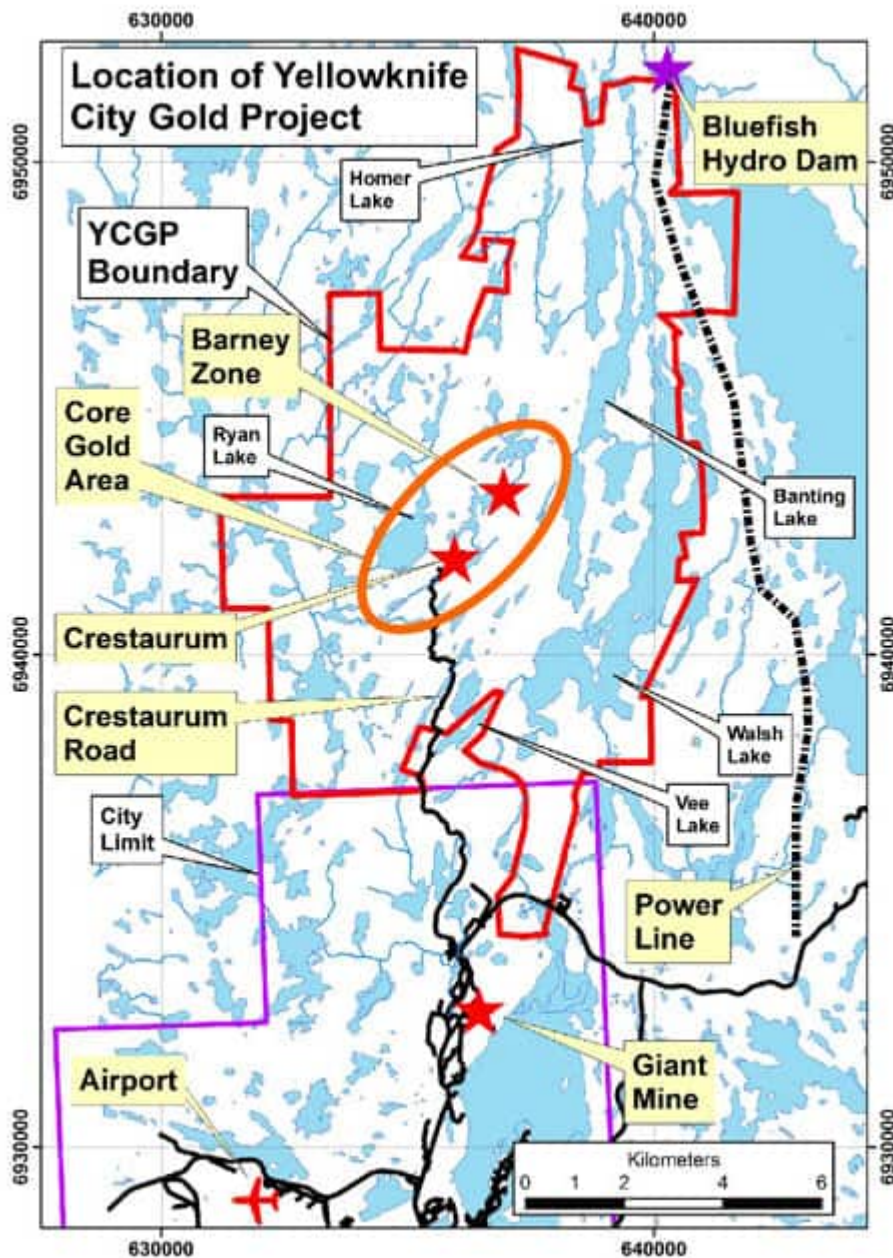 630000
640000
Location of Yellowknife
City Gold Project
Bluefish
Hydro Dam
6950000
6950000
Homer
Lake
YCGP
Boundary
Barney
Zone
Core
Gold
Area
Ryan
Lake
Banting
Lake
Crestaurum
6940000
6940000
Crestaurum
Road
Walsh
Lake
Vee
Lake
City
Limit
Power
Line
Airport
Giant
Mine
6930000
6930000
Kilometers
0 1 2 4 6
630000
640000